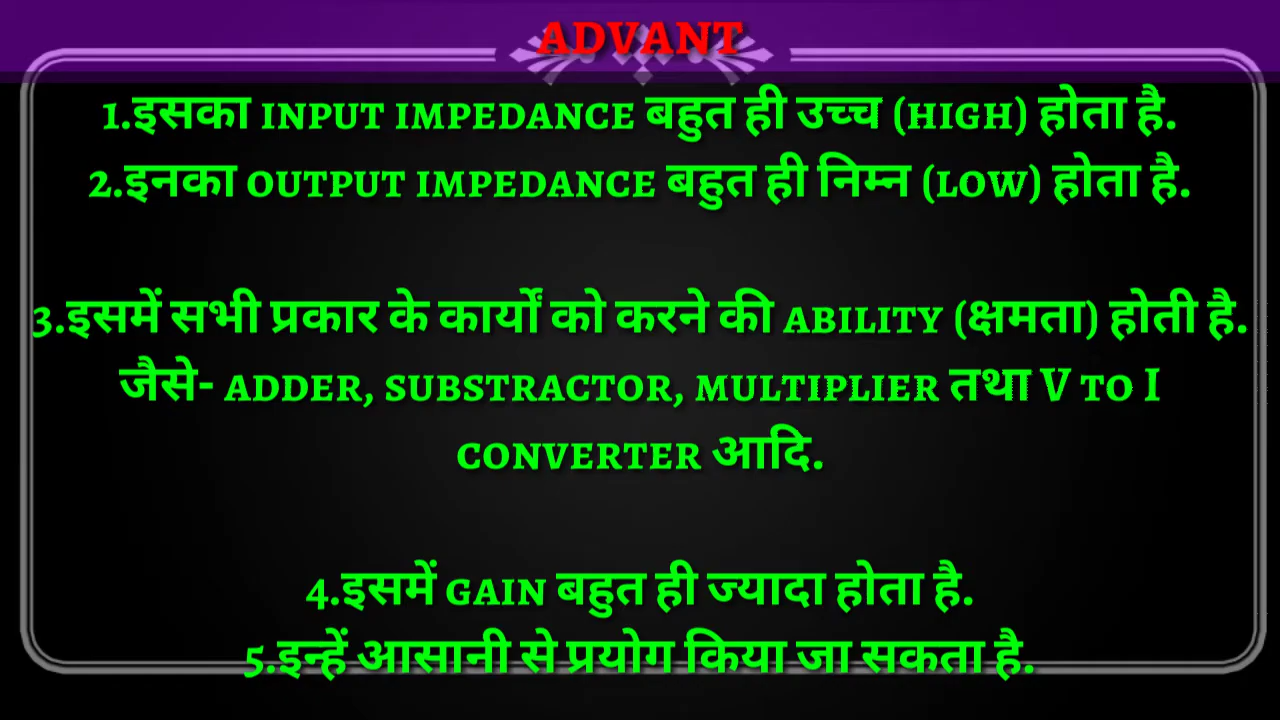 ADVANT
1.इसका INPUT IMPEDANCE बहुत ही उच्च (HIGH) होता है.
2.इनका OUTPUT IMPEDANCE बहुत ही निम्न (LOW) होता है.
3.इसमें सभी प्रकार के कार्यों को करने की ABILITY (क्षमता) होती है.
जैसे- ADDER, SUBSTRACTOR, MULTIPLIER तथा V TO I
CONVERTER आदि.
4.इसमें GAIN बहुत ही ज्यादा होता है.
5.इन्हें आसानी से प्रयोग किया जा सकता है.